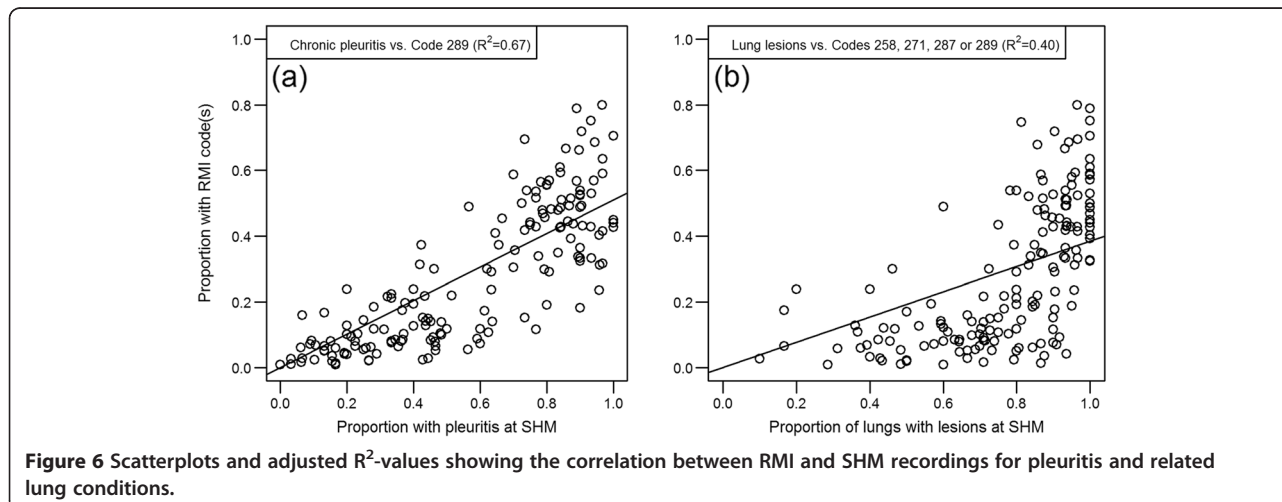 Chronic pleuritis vs. Code 289 (R²=0.67)
(a)
Proportion with RMI code(s)
1.0
0.8
0.6
0.4
0.2
0.0
0.0 0.2 0.4 0.6 0.8 1.0
Proportion with pleuritis at SHM
Lung lesions vs. Codes 258, 271, 287 or 289 (R²=0.40)
(b)
1.0
0.8
0.6
0.4
0.2
0.0
0.0 0.2 0.4 0.6 0.8 1.0
Proportion of lungs with lesions at SHM
Figure 6 Scatterplots and adjusted R²-values showing the correlation between RMI and SHM recordings for pleuritis and related
lung conditions.